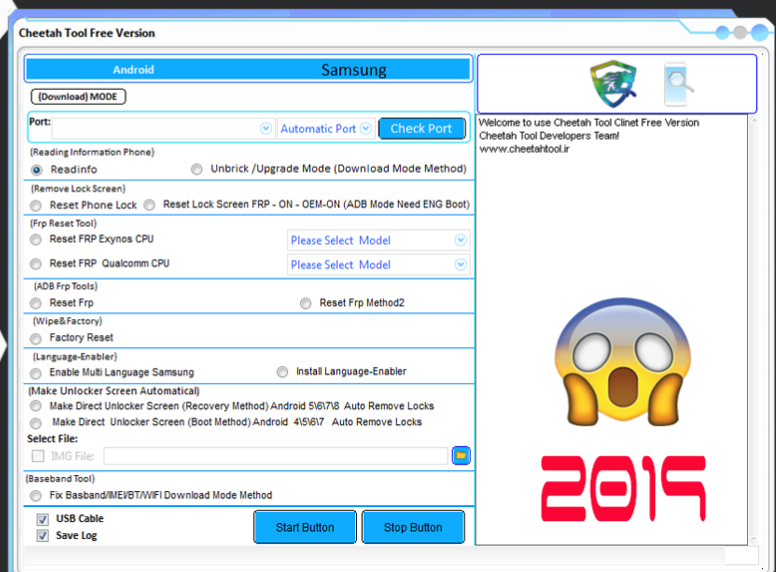 Cheetah Tool Free Version
Android Samsung
(Download) MODE
Port: Automatic Port Check Port
(Reading Information Phone)
Readinfo Unbrick /Upgrade Mode (Download Mode Method)
(Remove Lock Screen)
Reset Phone Lock Reset Lock Screen FRP - ON - OEM-ON (ADB Mode Need ENG Boot)
(Frp Reset Tool)
Reset FRP Exynos CPU Please Select Model
Reset FRP Qualcomm CPU Please Select Model
(ADB Frp Tools)
Reset Frp Reset Frp Method2
(Wipe&Factory)
Factory Reset
(Language-Enabler)
Enable Multi Language Samsung Install Language-Enabler
(Make Unlocker Screen Automatical)
Make Direct Unlocker Screen (Recovery Method) Android 5\6\7\8 Auto Remove Locks
Make Direct Unlocker Screen (Boot Method) Android 4\5\6\7 Auto Remove Locks
Select File:
IMG File:
(Baseband Tool)
Fix Basband/IMEI/BT/WIFI Download Mode Method
USB Cable
Save Log
Start Button Stop Button
Welcome to use Cheetah Tool Clinet Free Version
Cheetah Tool Developers Team!
www.cheetahtool.ir
2019